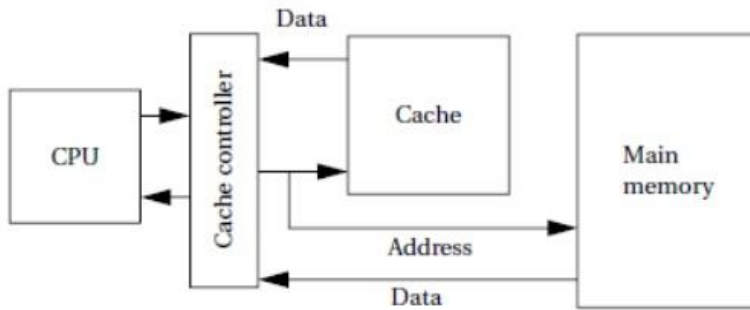 Data
CPU
Cache controller
Cache
Main
memory
Address
Data